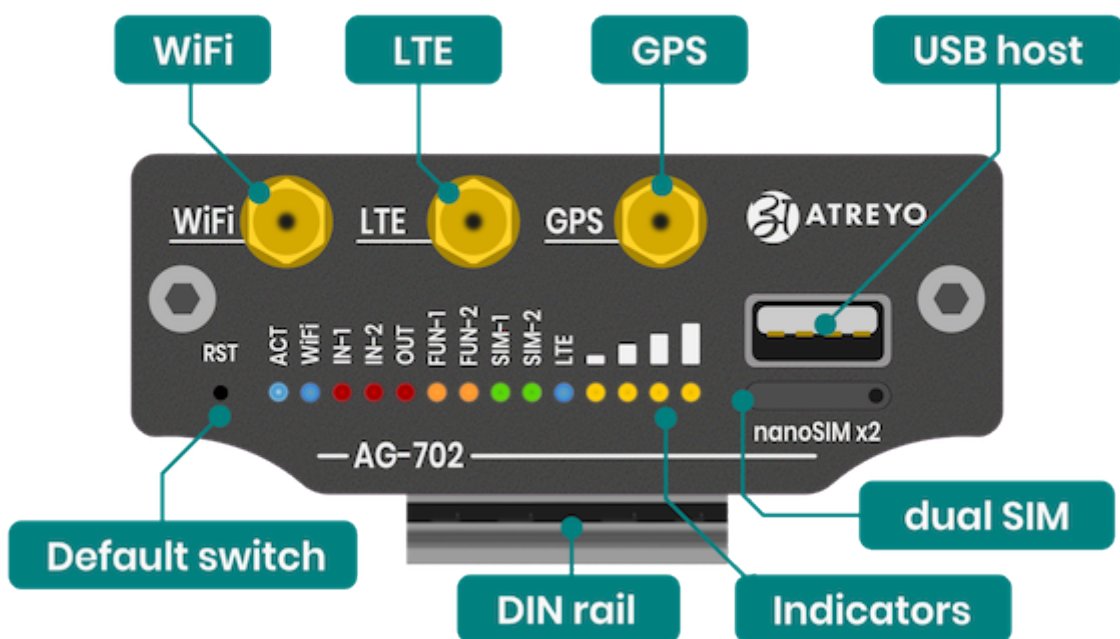 WiFi
LTE
GPS
USB host
WiFi
LTE
GPS
ATREYO
RST
ACT
WiFi
IN-1
IN-2
OUT
FUN-1
FUN-2
SIM-1
SIM-2
LTE
nanoSIM x2
AG-702
dual SIM
Default switch
DIN rail
Indicators